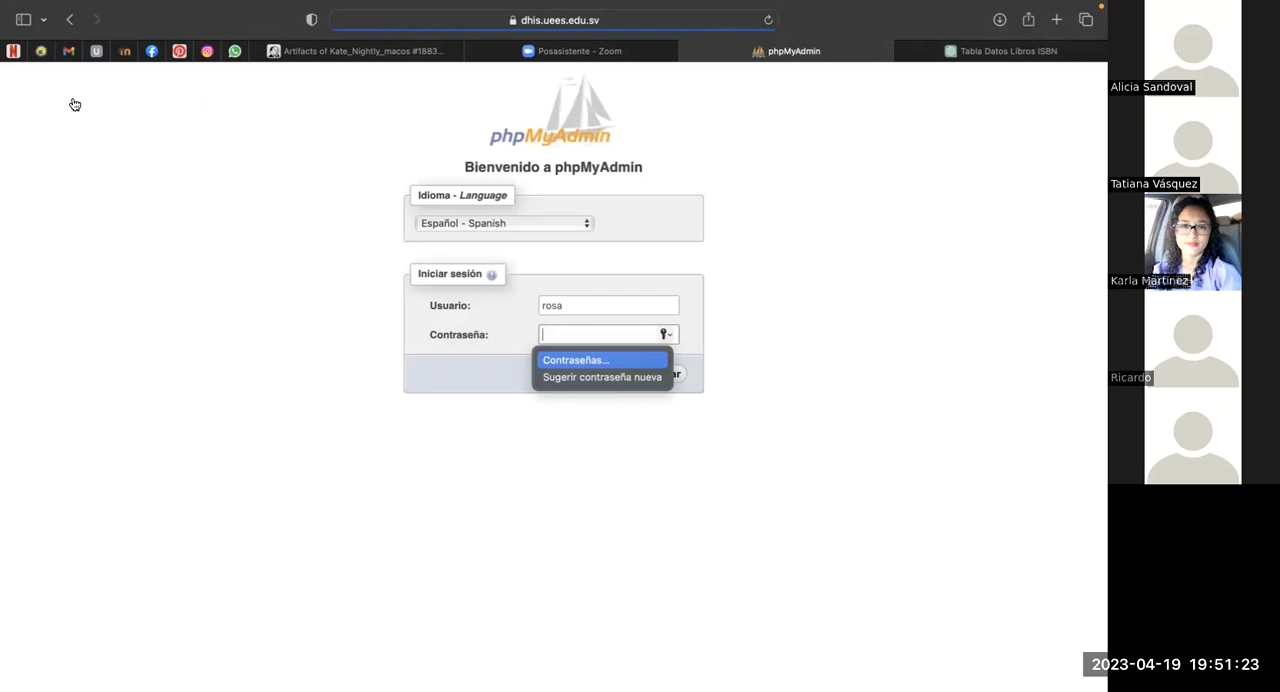 dhis.uees.edu.sv
Artifacts of Kate_Nightly_macos #1883...
Posasistente - Zoom
phpMyAdmin
Tabla Datos Libros ISBN
phpMyAdmin
Bienvenido a phpMyAdmin
Idioma - Language
Español - Spanish
Iniciar sesión
Usuario:
rosa
Contraseña:
Contraseñas...
Sugerir contraseña nueva
ar
Alicia Sandoval
Tatiana Vásquez
Karla Martinez
Ricardo
2023-04-19 19:51:23